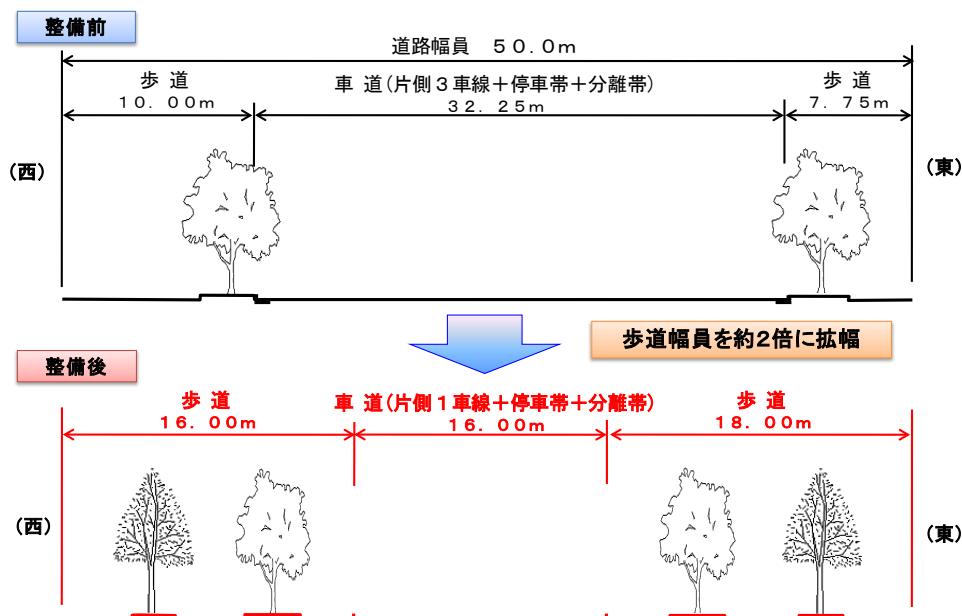 整備前
道路幅員　５０.０ｍ
歩 道
１０．００ｍ
車 道(片側３車線＋停車帯＋分離帯)
３２．２５ｍ
歩 道
７．７５ｍ
(西)
(東)
歩道幅員を約2倍に拡幅
整備後
歩 道
１６．００ｍ
車 道(片側１車線＋停車帯＋分離帯)
１６．００ｍ
歩 道
１８．００ｍ
(西)
(東)